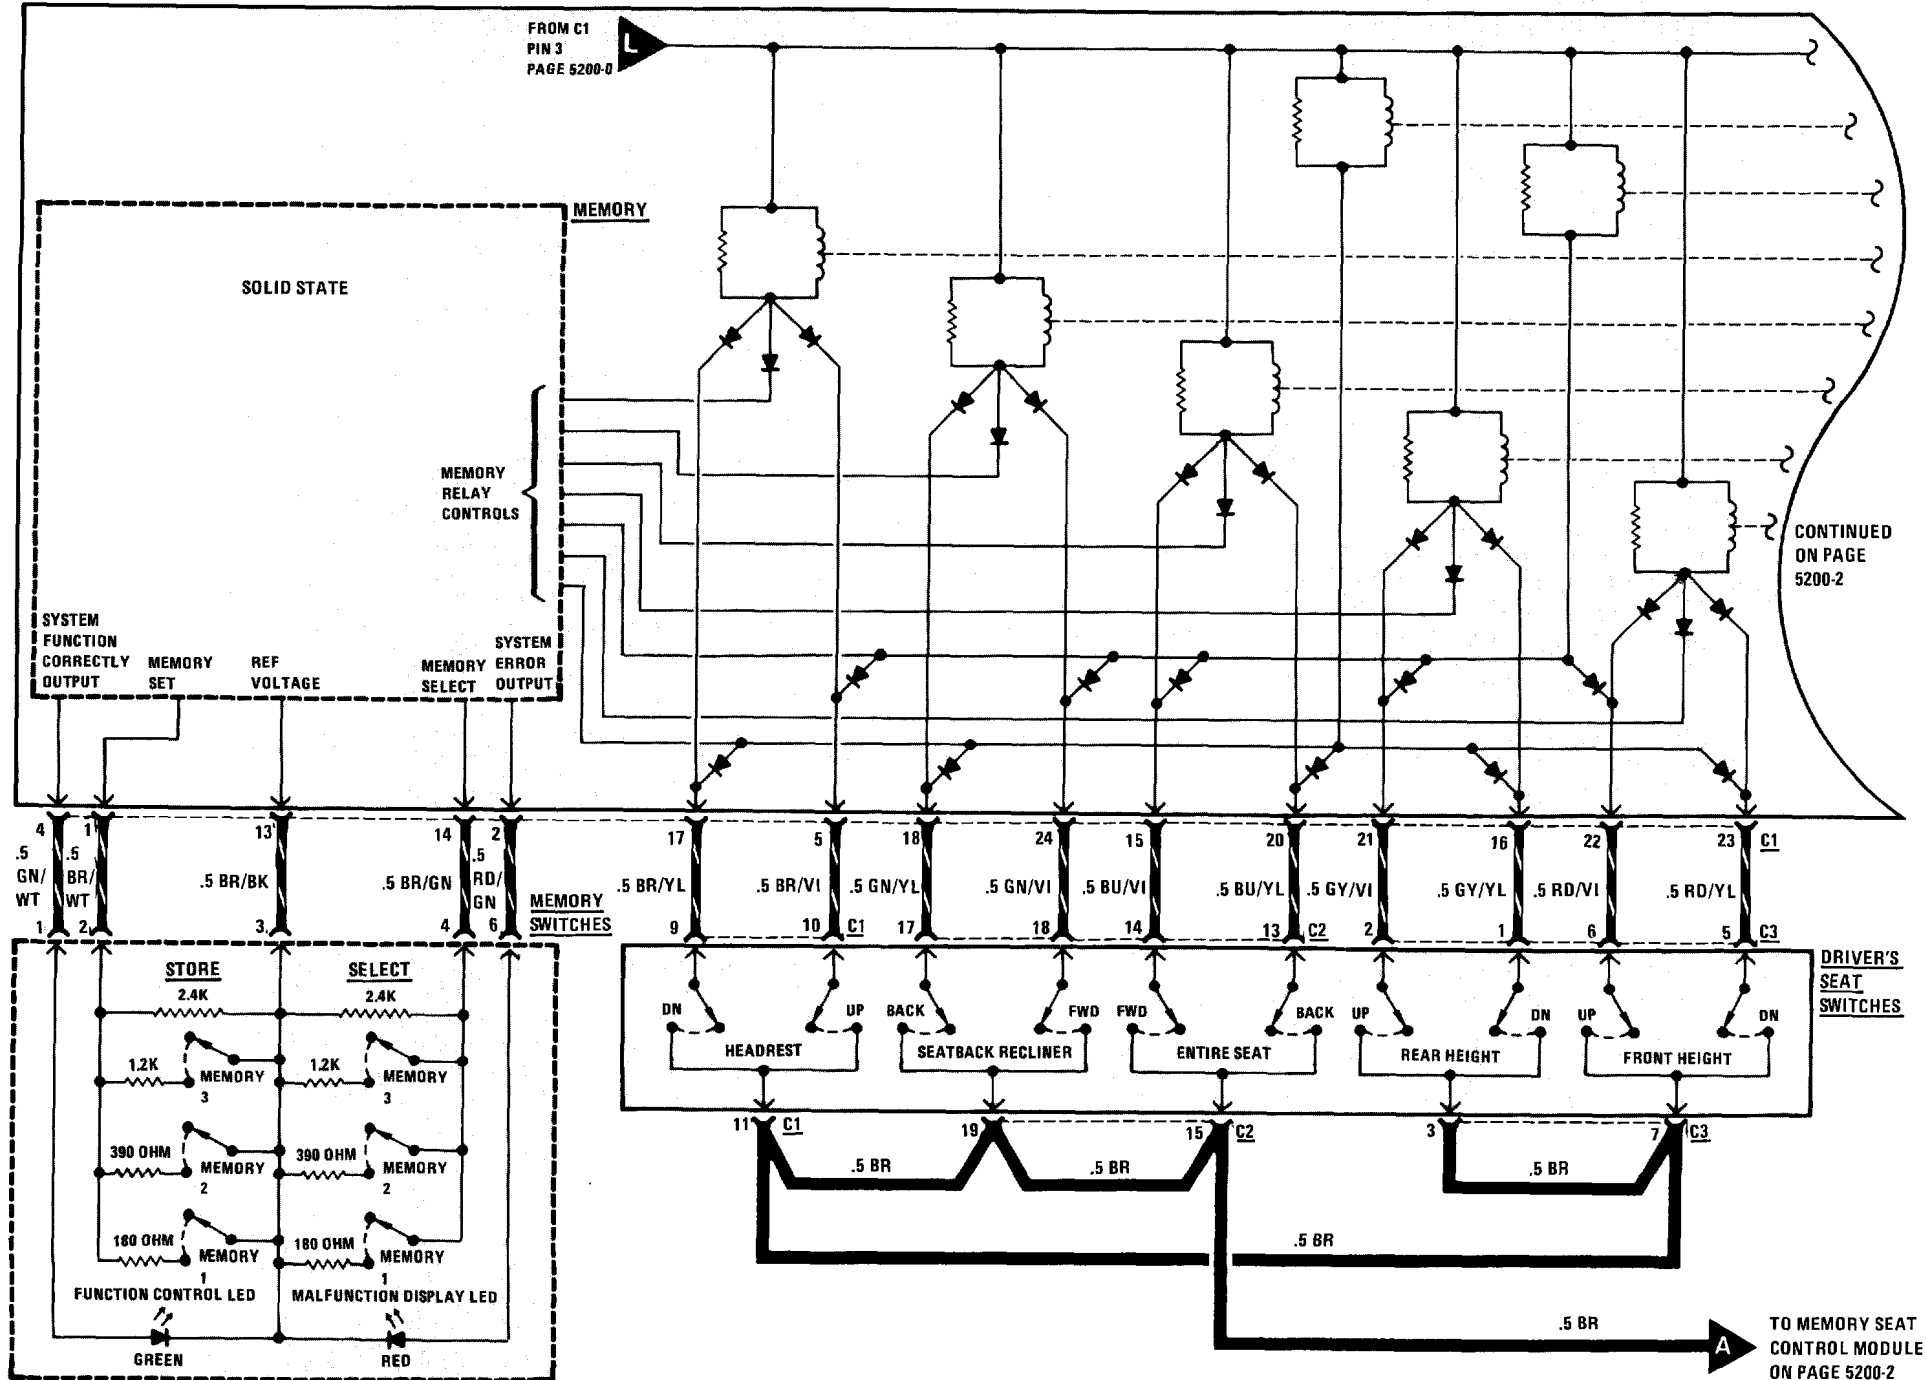 FROM C1
PIN 3
PAGE 5200-0
L
MEMORY
SOLID STATE
MEMORY
RELAY
CONTROLS
CONTINUED
ON PAGE
5200-2
SYSTEM
FUNCTION
CORRECTLY
OUTPUT
MEMORY
SET
REF
VOLTAGE
MEMORY
SELECT
SYSTEM
ERROR
OUTPUT
4 1 13 14 2 17 5 18 24 15 20 21 16 22 23 C1
.5
GN/
WT
.5
BR/
WT
.5 BR/BK
.5 BR/GN
.5
RD/
GN
.5 BR/YL
.5 BR/VI
.5 GN/YL
.5 GN/VI
.5 BU/VI
.5 BU/YL
.5 GY/VI
.5 GY/YL
.5 RD/VI
.5 RD/YL
MEMORY
SWITCHES
1 2 3 4 6 9 10 C1 17 18 14 13 C2 2 1 6 5 C3
DRIVER'S
SEAT
SWITCHES
STORE
SELECT
2.4K
2.4K
1.2K
MEMORY
3
1.2K
MEMORY
3
390 OHM
MEMORY
2
390 OHM
MEMORY
2
180 OHM
MEMORY
1
180 OHM
MEMORY
1
FUNCTION CONTROL LED
MALFUNCTION DISPLAY LED
GREEN
RED
DN
UP
HEADREST
BACK
FWD
SEATBACK RECLINER
FWD
BACK
ENTIRE SEAT
UP
DN
REAR HEIGHT
UP
DN
FRONT HEIGHT
11 C1 19 15 C2 3 7 C3
.5 BR
.5 BR
.5 BR
.5 BR
.5 BR
A
TO MEMORY SEAT
CONTROL MODULE
ON PAGE 5200-2